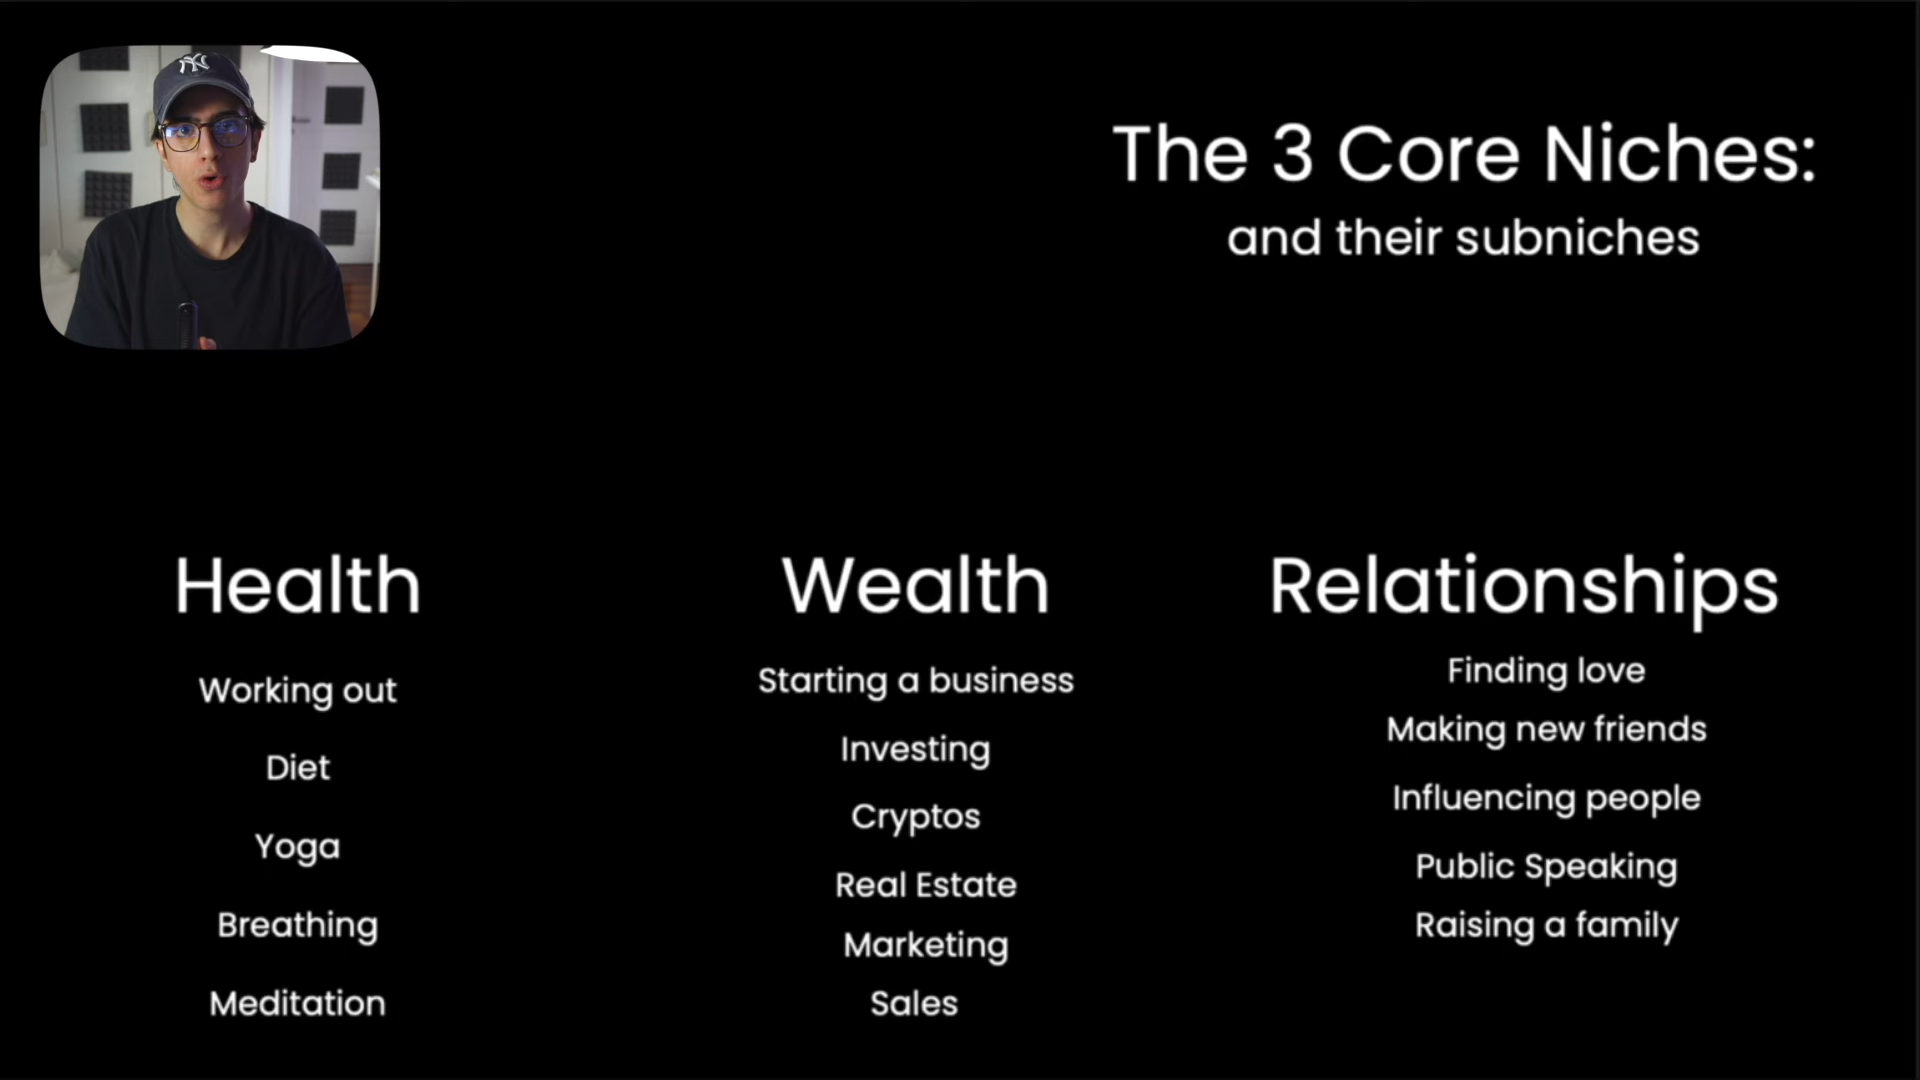 NY
The 3 Core Niches:
and their subniches
Health
Working out
Diet
Yoga
Breathing
Meditation
Wealth
Starting a business
Investing
Cryptos
Real Estate
Marketing
Sales
Relationships
Finding love
Making new friends
Influencing people
Public Speaking
Raising a family